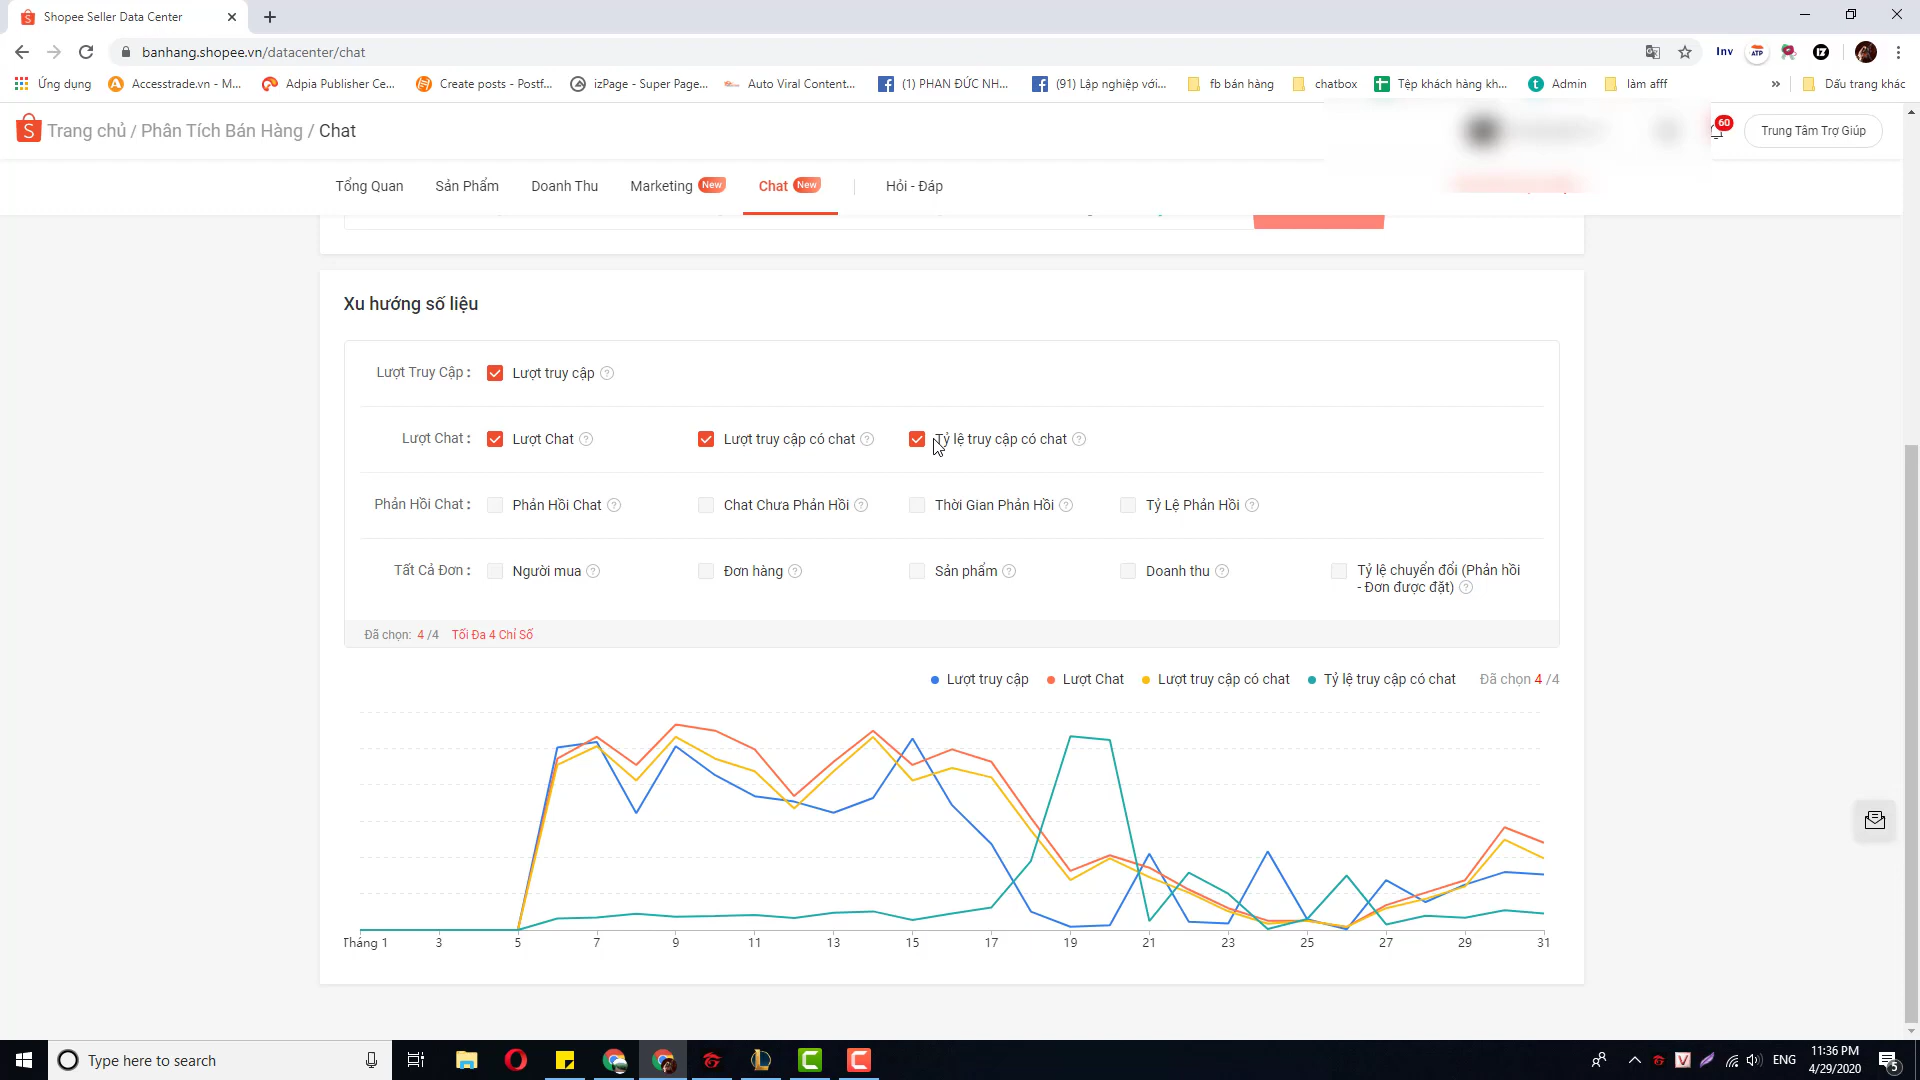 Shopee Seller Data Center
banhang.shopee.vn/datacenter/chat
Inv
ATP
Ứng dụng
Accesstrade.vn - M...
Adpia Publisher Ce...
Create posts - Postf...
izPage - Super Page...
Auto Viral Content...
(1) PHAN ĐỨC NH...
(91) Lập nghiệp với...
fb bán hàng
chatbox
Tệp khách hàng kh...
Admin
làm afff
»
Dấu trang khác
Trang chủ / Phân Tích Bán Hàng / Chat
60
Trung Tâm Trợ Giúp
Tổng Quan
Sản Phẩm
Doanh Thu
Marketing New
Chat New
Hỏi - Đáp
Xu hướng số liệu
Lượt Truy Cập :
Lượt truy cập
Lượt Chat :
Lượt Chat
Lượt truy cập có chat
Tỷ lệ truy cập có chat
Phản Hồi Chat :
Phản Hồi Chat
Chat Chưa Phản Hồi
Thời Gian Phản Hồi
Tỷ Lệ Phản Hồi
Tất Cả Đơn :
Người mua
Đơn hàng
Sản phẩm
Doanh thu
Tỷ lệ chuyển đổi (Phản hồi
- Đơn được đặt)
Đã chọn: 4 /4 Tối Đa 4 Chỉ Số
Lượt truy cập
Lượt Chat
Lượt truy cập có chat
Tỷ lệ truy cập có chat
Đã chọn 4 /4
Tháng 1 3 5 7 9 11 13 15 17 19 21 23 25 27 29 31
Type here to search
ENG
11:36 PM
4/29/2020
5